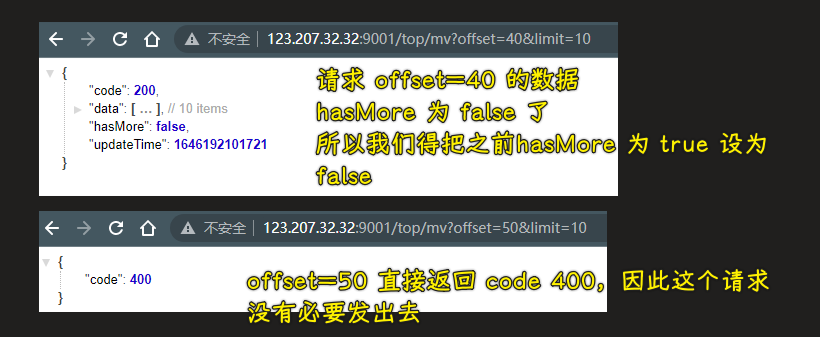 不安全 | 123.207.32.32:9001/top/mv?offset=40&limit=10
{
"code": 200,
"data": [ ... ], // 10 items
"hasMore": false,
"updateTime": 1646192101721
}
请求 offset=40 的数据
hasMore 为 false 了
所以我们得把之前hasMore 为 true 设为
false
不安全 | 123.207.32.32:9001/top/mv?offset=50&limit=10
{
"code": 400
}
offset=50 直接返回 code 400，因此这个请求
没有必要发出去